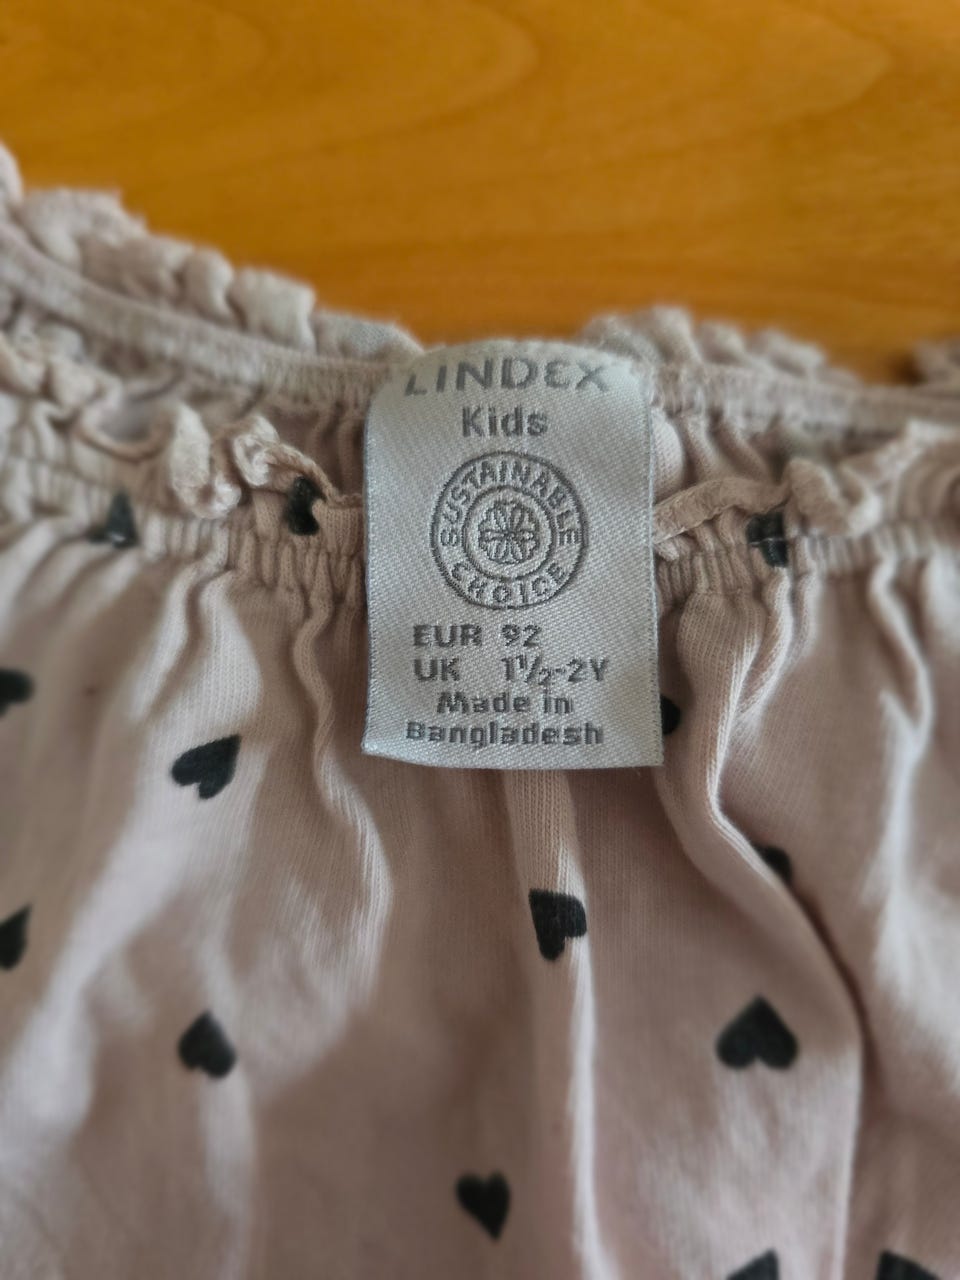 LINDEX
Kids
SUSTAINABLE
CHOICE
EUR 92
UK 1½-2Y
Made in
Bangladesh